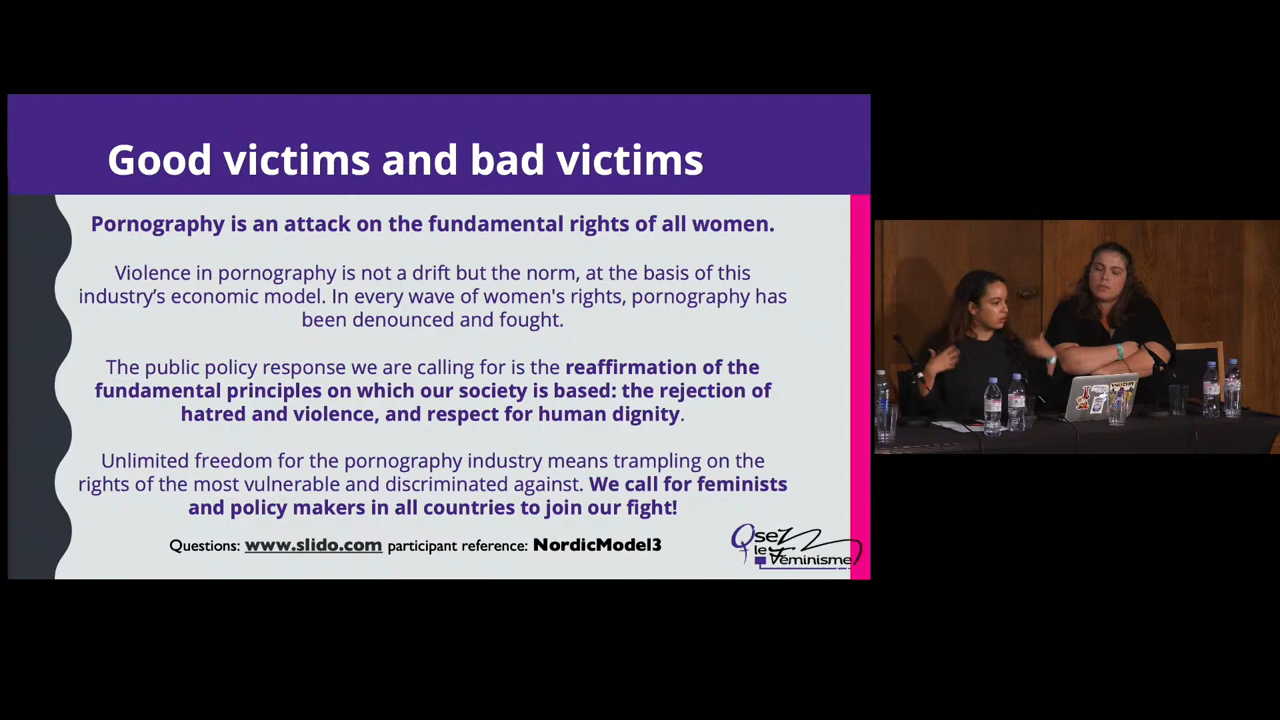 Good victims and bad victims
Pornography is an attack on the fundamental rights of all women.
Violence in pornography is not a drift but the norm, at the basis of this
industry’s economic model. In every wave of women's rights, pornography has
been denounced and fought.
The public policy response we are calling for is the reaffirmation of the
fundamental principles on which our society is based: the rejection of
hatred and violence, and respect for human dignity.
Unlimited freedom for the pornography industry means trampling on the
rights of the most vulnerable and discriminated against. We call for feminists
and policy makers in all countries to join our fight!
Questions: www.slido.com participant reference: NordicModel3
Osez
le
Féminisme